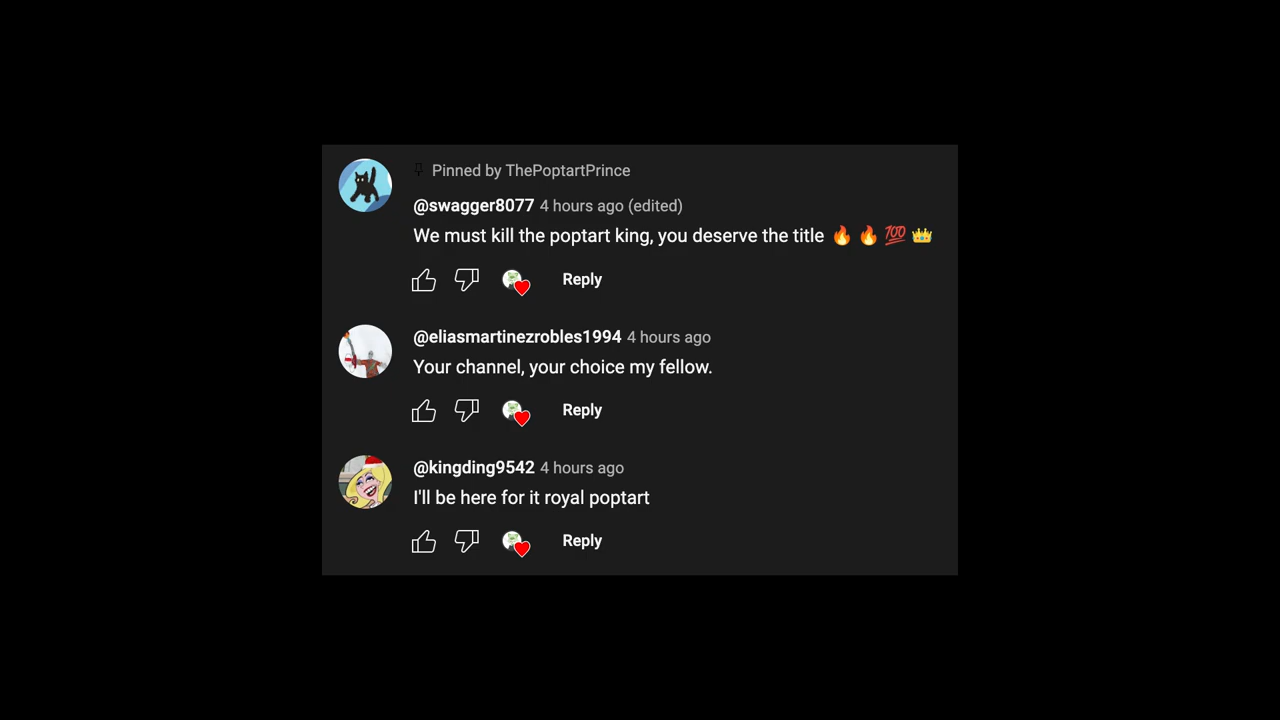 Pinned by ThePoptartPrince
@swagger8077 4 hours ago (edited)
We must kill the poptart king, you deserve the title 🔥 🔥 💯 👑
Reply
@eliasmartinezrobles1994 4 hours ago
Your channel, your choice my fellow.
Reply
@kingding9542 4 hours ago
I'll be here for it royal poptart
Reply